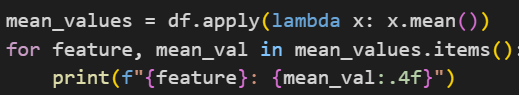 mean_values = df.apply(lambda x: x.mean())
for feature, mean_val in mean_values.items():
    print(f"{feature}: {mean_val:.4f}")